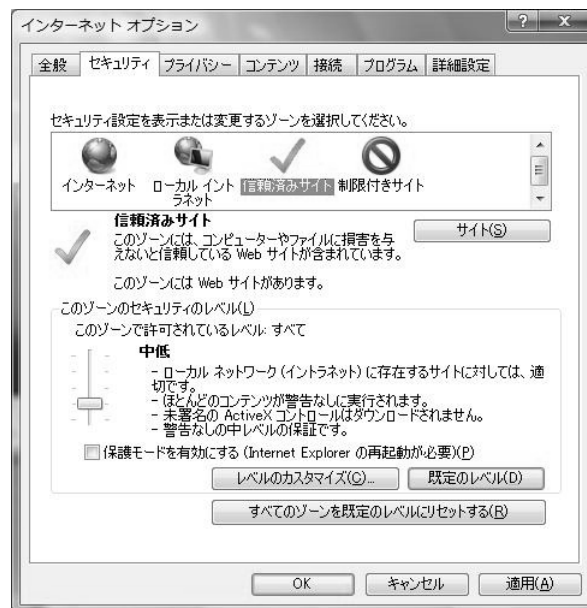 インターネット オプション
? X
全般 セキュリティ プライバシー コンテンツ 接続 プログラム 詳細設定
セキュリティ設定を表示または変更するゾーンを選択してください。
インターネット ローカル イントラネット 信頼済みサイト 制限付きサイト
信頼済みサイト
サイト(S)
このゾーンには、コンピューターやファイルに損害を与
えないと信頼している Web サイトが含まれています。
このゾーンには Web サイトがあります。
このゾーンのセキュリティのレベル(L)
このゾーンで許可されているレベル: すべて
中低
- ローカル ネットワーク (イントラネット) に存在するサイトに対しては、適
切です。
- ほとんどのコンテンツが警告なしに実行されます。
- 未署名の ActiveX コントロールはダウンロードされません。
- 警告なしの中レベルの保証です。
保護モードを有効にする (Internet Explorer の再起動が必要)(P)
レベルのカスタマイズ(C)... 既定のレベル(D)
すべてのゾーンを既定のレベルにリセットする(R)
OK キャンセル 適用(A)